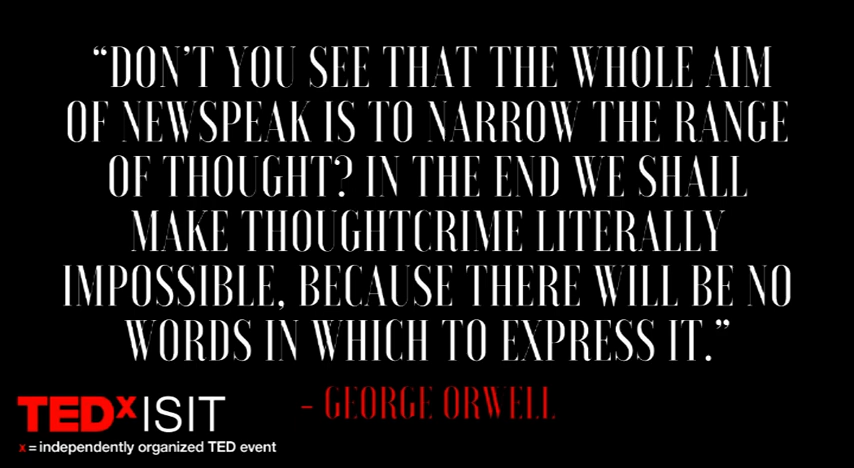 “DON’T YOU SEE THAT THE WHOLE AIM
OF NEWSPEAK IS TO NARROW THE RANGE
OF THOUGHT? IN THE END WE SHALL
MAKE THOUGHTCRIME LITERALLY
IMPOSSIBLE, BECAUSE THERE WILL BE NO
WORDS IN WHICH TO EXPRESS IT.”
- GEORGE ORWELL
TEDxISIT
x = independently organized TED event